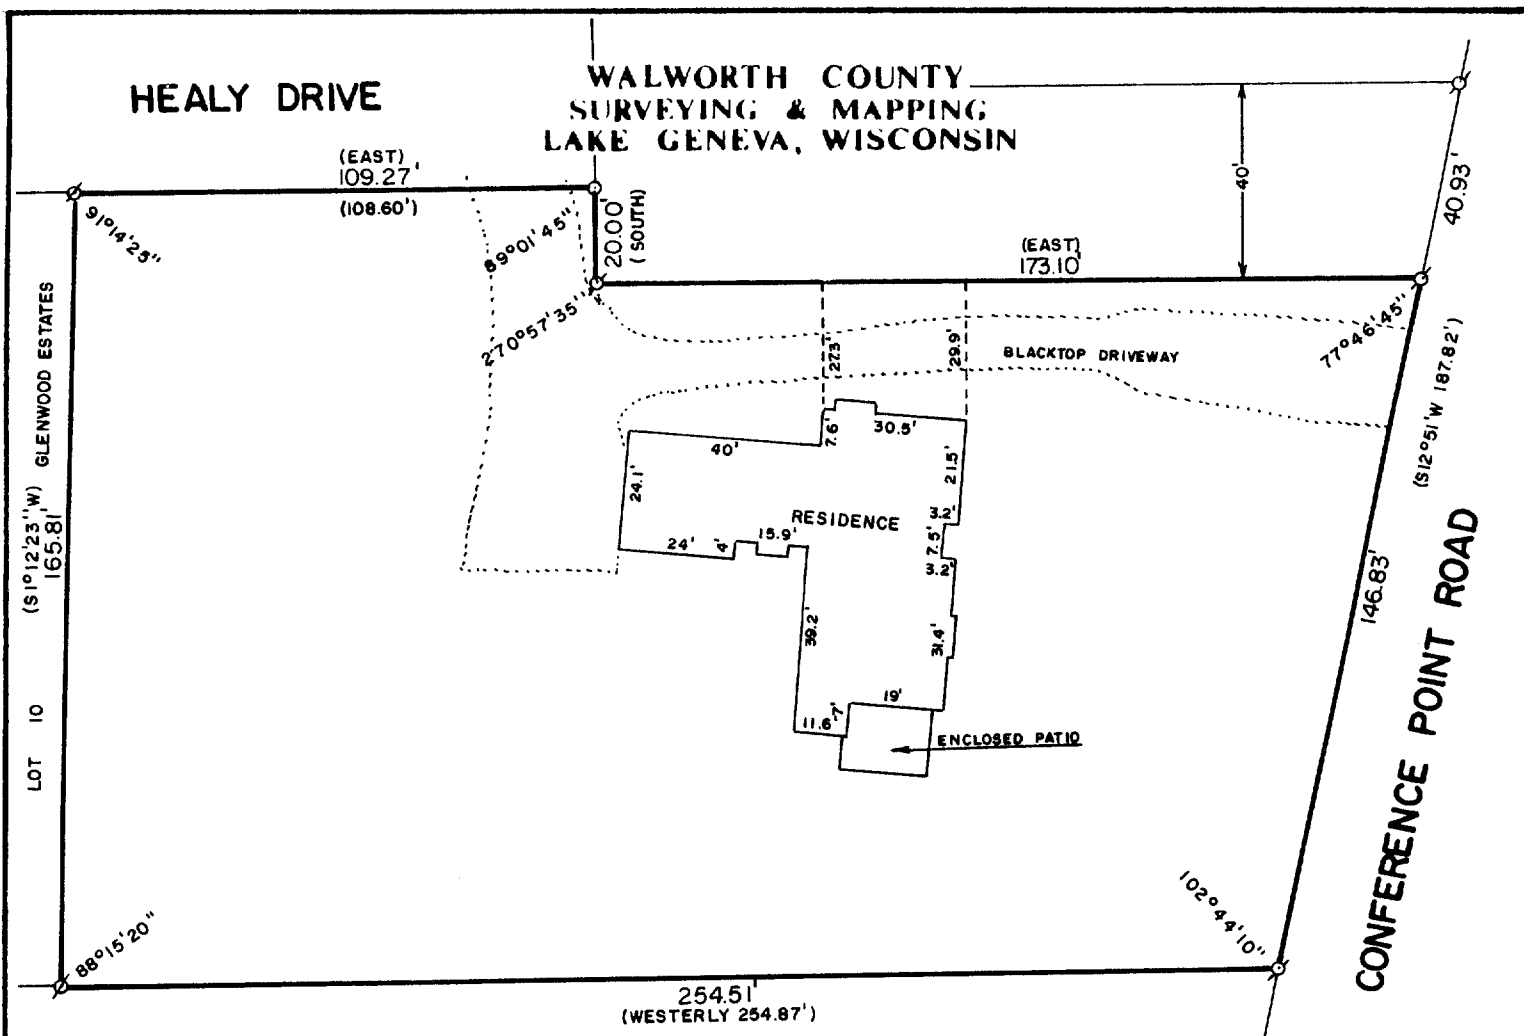 HEALY DRIVE
WALWORTH COUNTY
SURVEYING & MAPPING
LAKE GENEVA, WISCONSIN
(EAST)
109.27'
(108.60')
91°14'25"
89°01'45"
20.00'
(SOUTH)
270°57'35"
(EAST)
173.10'
40'
40.93'
77°46'45"
(S12°51'W 187.82')
27.3'
29.9'
BLACKTOP DRIVEWAY
40'
7.6'
30.5'
24.1'
21.5'
RESIDENCE
3.2'
7.5'
3.2'
24'
4'
15.9'
39.2'
31.4'
19'
11.6'
7'
ENCLOSED PATIO
146.83'
CONFERENCE POINT ROAD
LOT 10 (S1°12'23"W) GLENWOOD ESTATES
165.81'
88°15'20"
102°44'10"
254.51'
(WESTERLY 254.87')